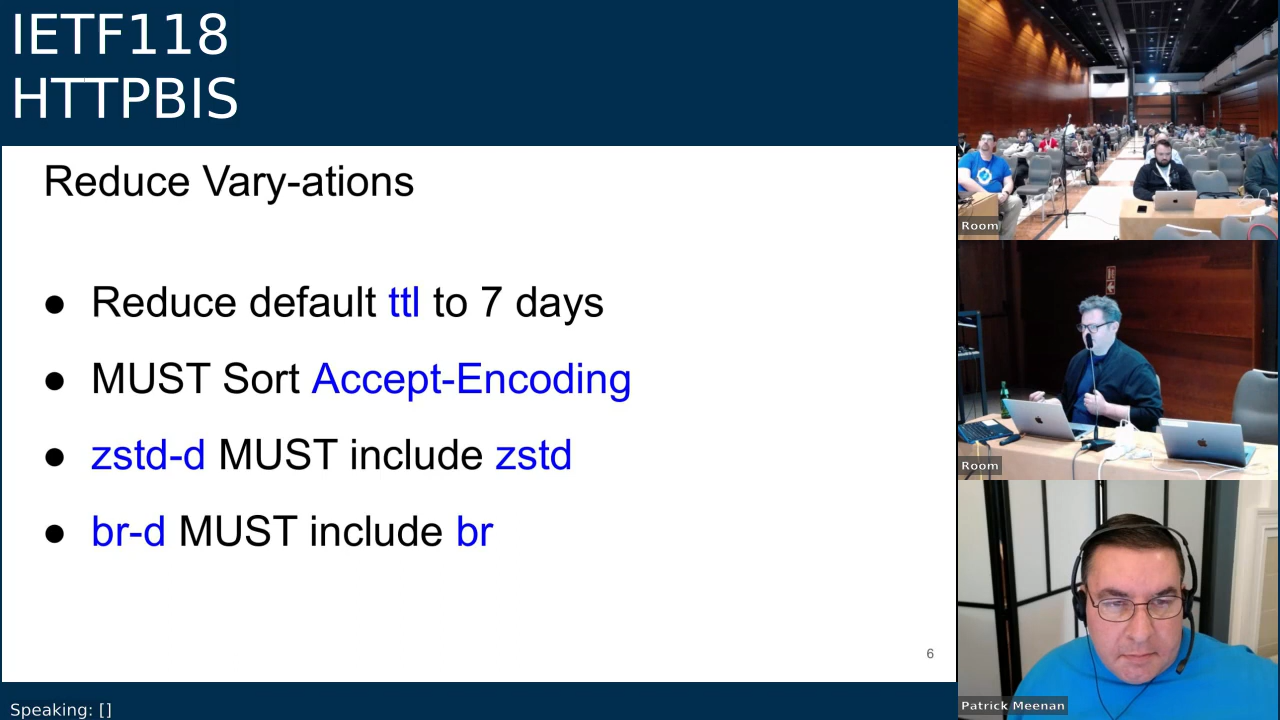 IETF118
HTTPBIS
Reduce Vary-ations
● Reduce default ttl to 7 days
● MUST Sort Accept-Encoding
● zstd-d MUST include zstd
● br-d MUST include br
6
Speaking: []
Room
Room
Patrick Meenan